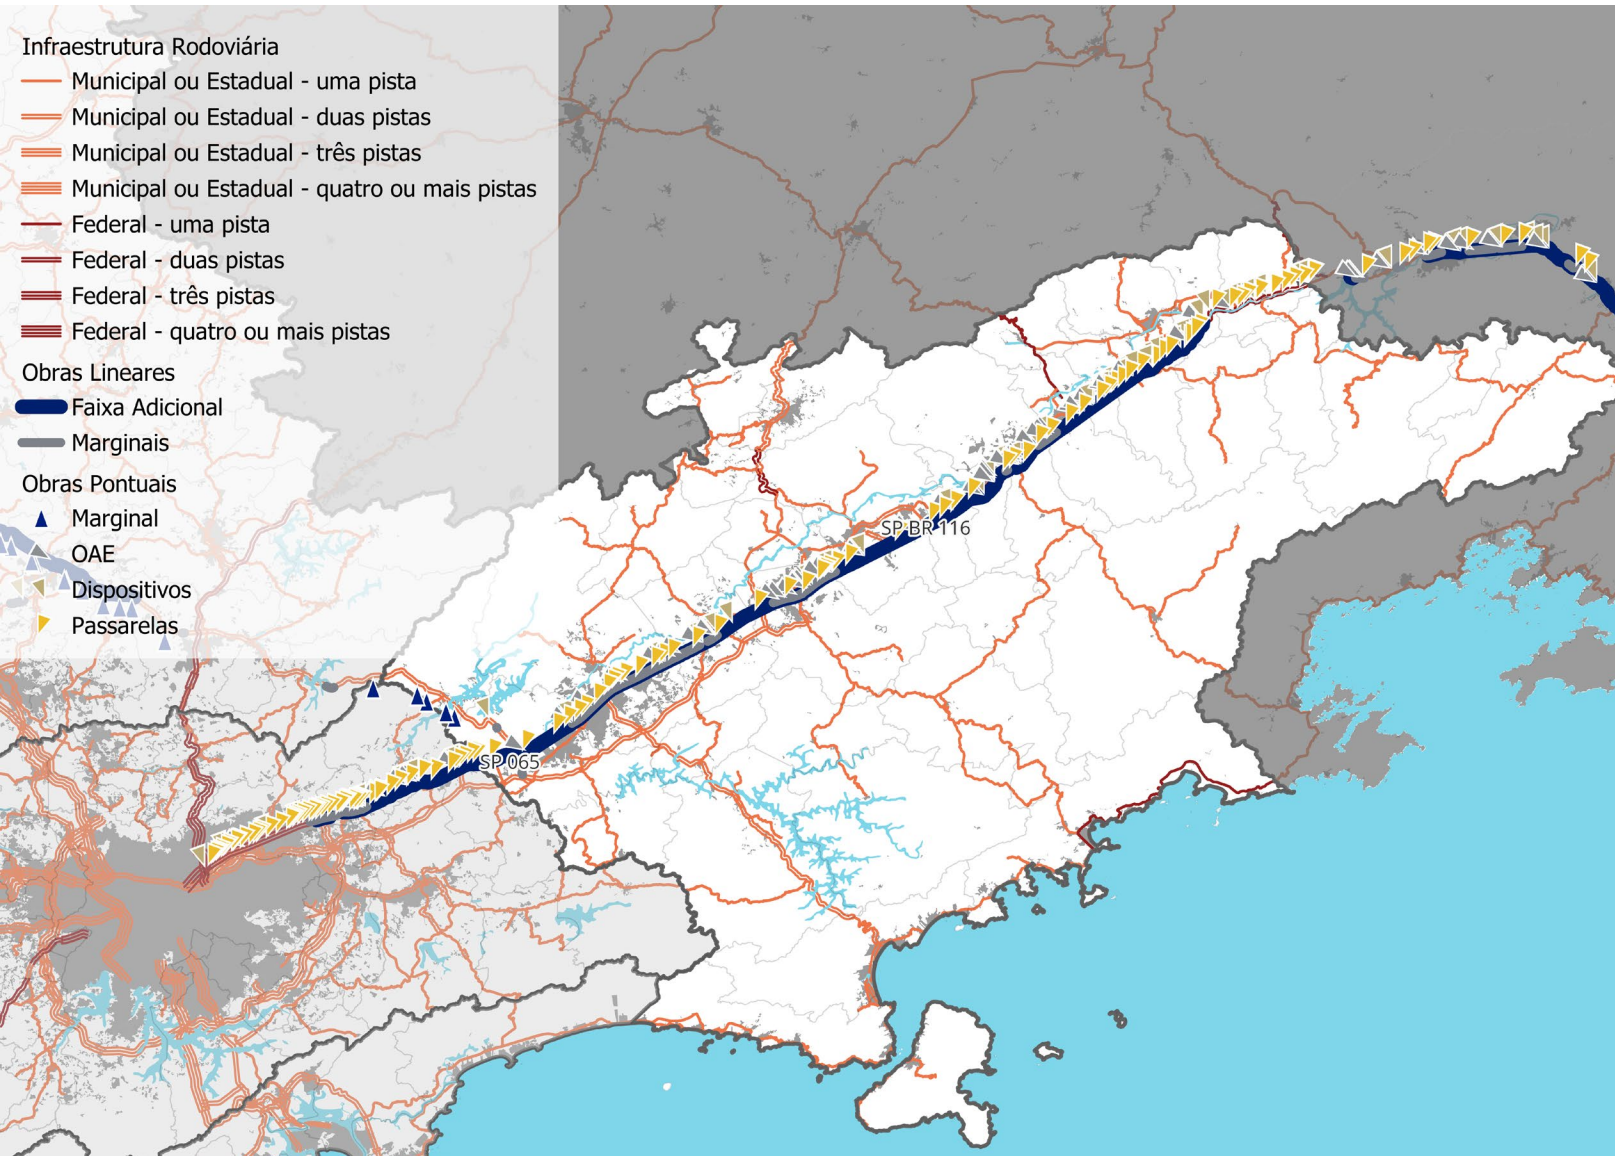 Infraestrutura Rodoviária
Municipal ou Estadual - uma pista
Municipal ou Estadual - duas pistas
Municipal ou Estadual - três pistas
Municipal ou Estadual - quatro ou mais pistas
Federal - uma pista
Federal - duas pistas
Federal - três pistas
Federal - quatro ou mais pistas
Obras Lineares
Faixa Adicional
Marginais
Obras Pontuais
Marginal
OAE
Dispositivos
Passarelas
SP BR 116
SP 065